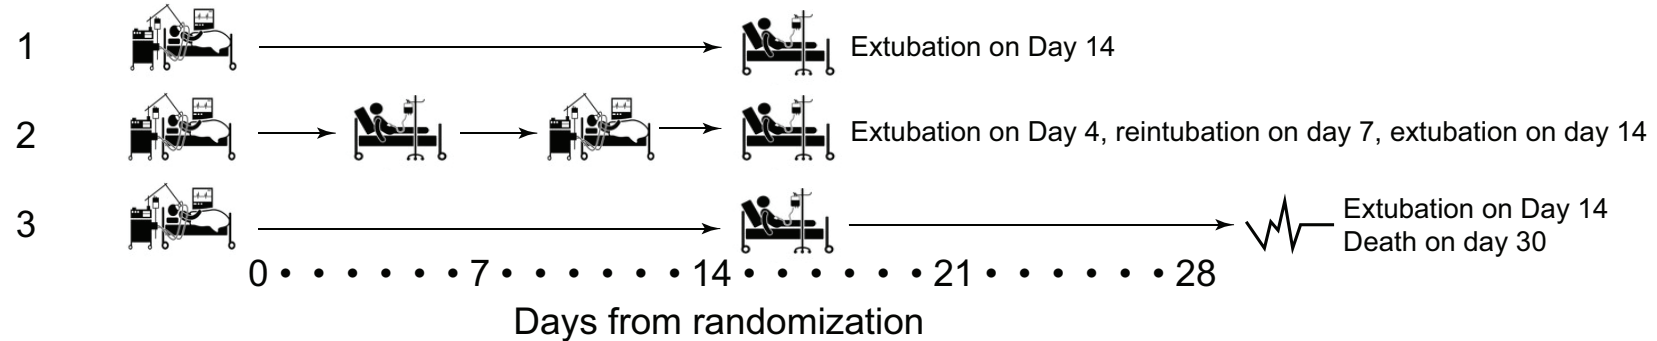 1
Extubation on Day 14
2
Extubation on Day 4, reintubation on day 7, extubation on day 14
3
Extubation on Day 14
Death on day 30
0 7 14 21 28
Days from randomization